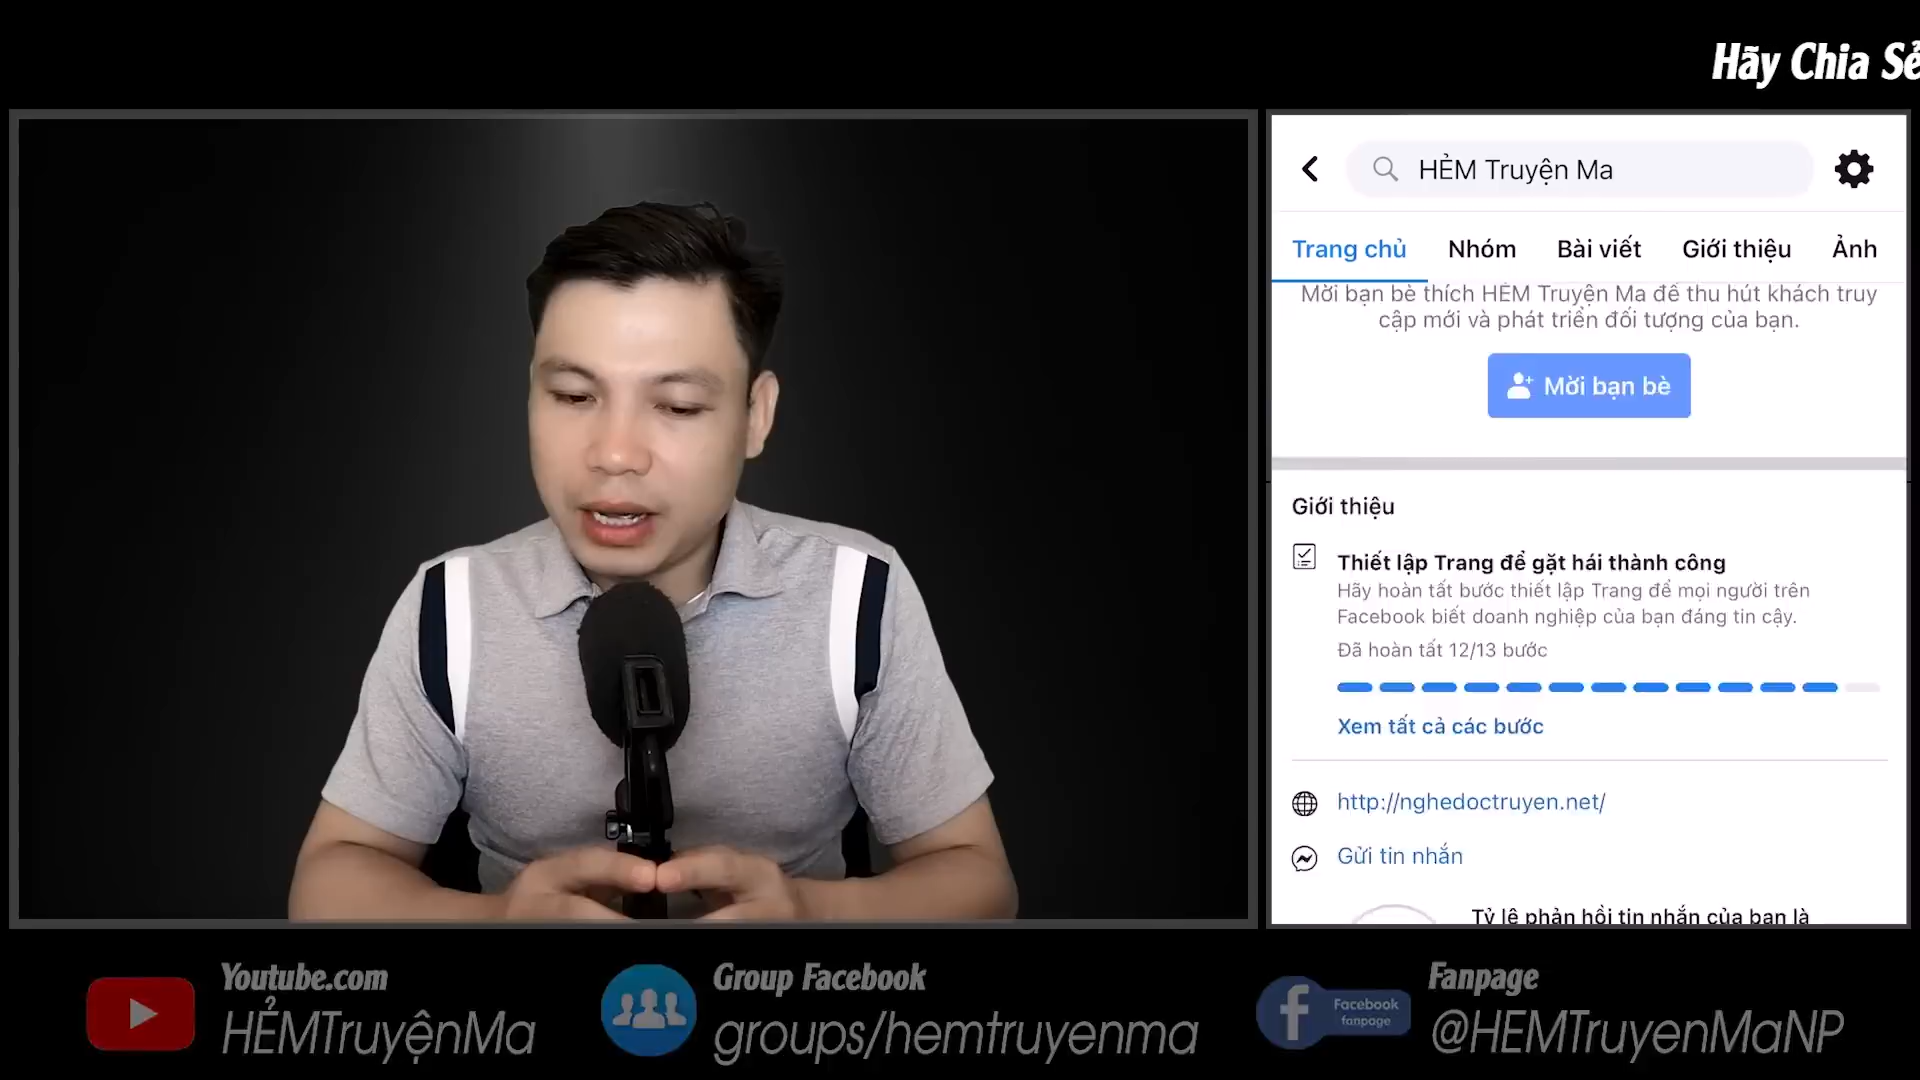 Hãy Chia Sẻ
HẺM Truyện Ma
Trang chủ Nhóm Bài viết Giới thiệu Ảnh
Mời bạn bè thích HẺM Truyện Ma để thu hút khách truy
cập mới và phát triển đối tượng của bạn.
Mời bạn bè
Giới thiệu
Thiết lập Trang để gặt hái thành công
Hãy hoàn tất bước thiết lập Trang để mọi người trên
Facebook biết doanh nghiệp của bạn đáng tin cậy.
Đã hoàn tất 12/13 bước
Xem tất cả các bước
http://nghedoctruyen.net/
Gửi tin nhắn
Tỷ lệ phản hồi tin nhắn của bạn là
Youtube.com
HẺMTruyệnMa
Group Facebook
groups/hemtruyenma
Facebook
fanpage
Fanpage
@HEMTruyenMaNP